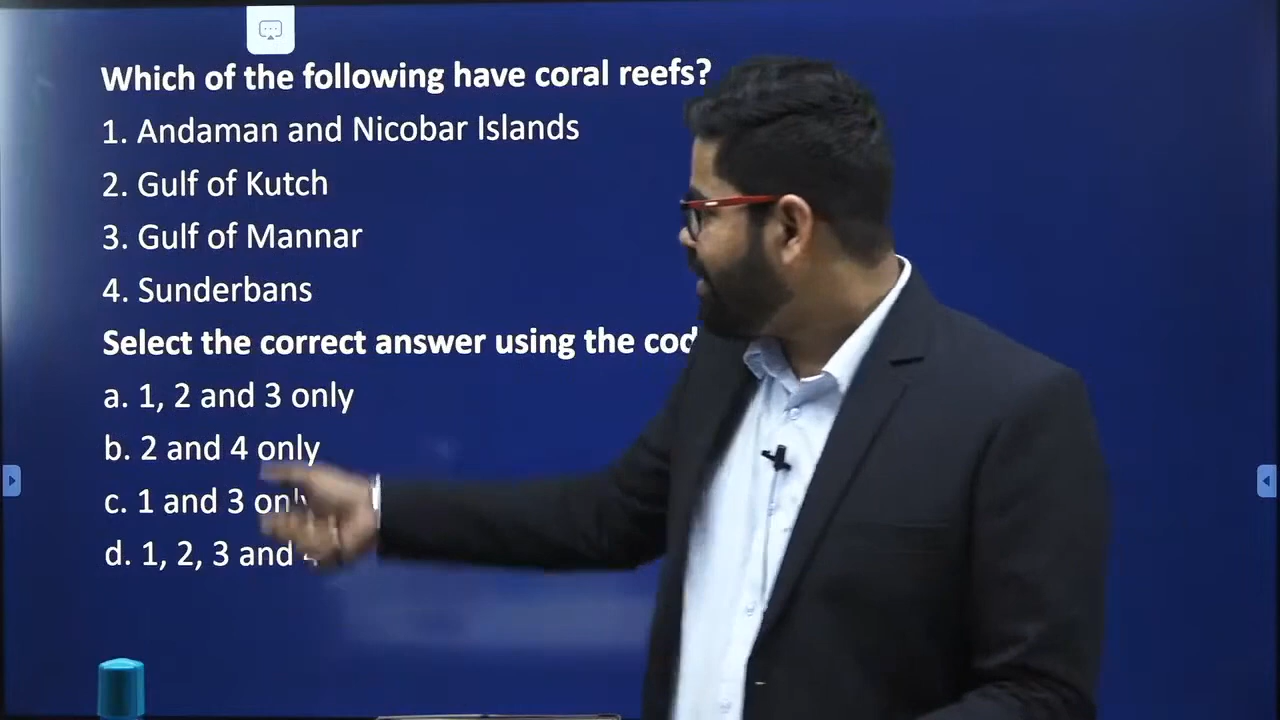 Which of the following have coral reefs?
1. Andaman and Nicobar Islands
2. Gulf of Kutch
3. Gulf of Mannar
4. Sunderbans
Select the correct answer using the
a. 1, 2 and 3 only
b. 2 and 4 only
c. 1 and 3 only
d. 1, 2, 3 and